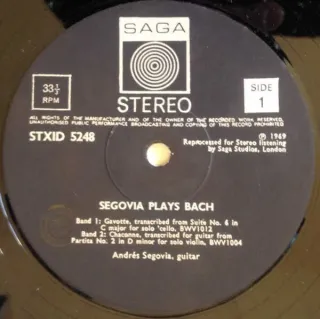 SAGA
33⅓
RPM
STEREO
SIDE
1
ALL RIGHTS OF THE MANUFACTURER AND OF THE OWNER OF THE RECORDED WORK RESERVED,
UNAUTHORISED PUBLIC PERFORMANCE BROADCASTING AND COPYING OF THIS RECORD PROHIBITED
STXID 5248
℗ 1969
Reprocessed for Stereo listening
by Saga Studios, London
SEGOVIA PLAYS BACH
Band 1: Gavotte, transcribed from Suite No. 6 in
C major for solo 'cello, BWV1012
Band 2: Chaconne, transcribed for guitar from
Partita No. 2 in D minor for solo violin, BWV1004
Andrés Segovia, guitar